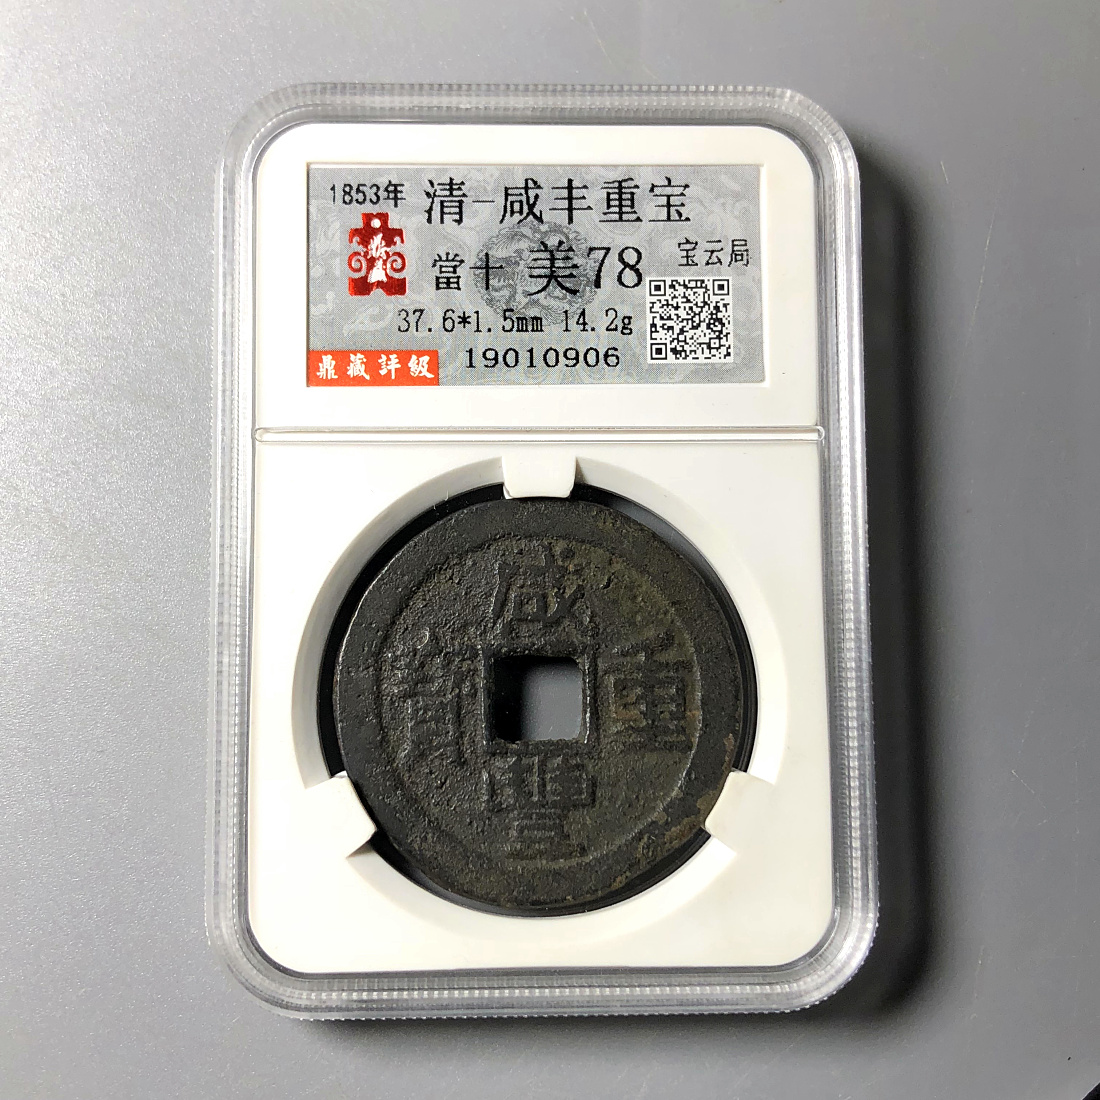 1853年 清-咸丰重宝
當十 美78 宝云局
37.6*1.5mm 14.2g
鼎藏評級 19010906
咸
豐
重
寶